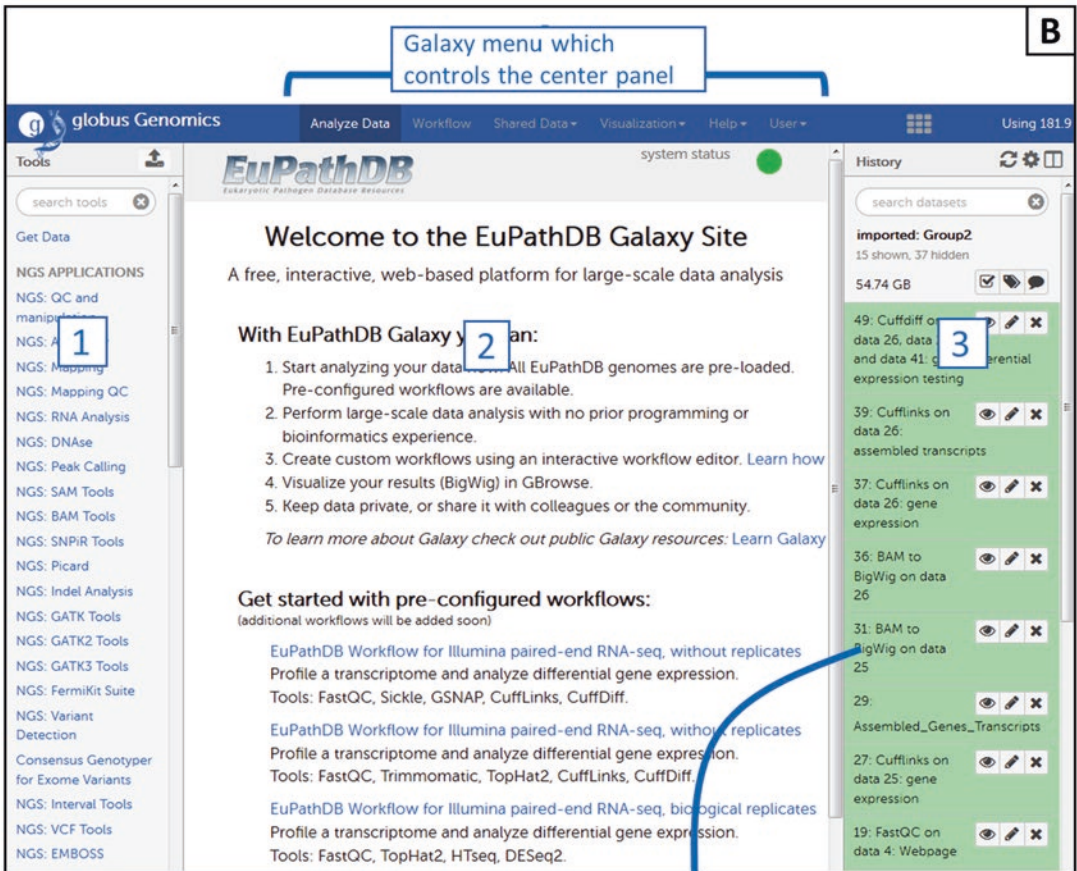 B
Galaxy menu which
controls the center panel
g globus Genomics
Analyze Data Workflow Shared Data Visualization Help User
Using 181.9
Tools
search tools
Get Data
NGS APPLICATIONS
NGS: QC and
1
NGS: Mapping
NGS: Mapping QC
NGS: RNA Analysis
NGS: DNAse
NGS: Peak Calling
NGS: SAM Tools
NGS: BAM Tools
NGS: SNPiR Tools
NGS: Picard
NGS: Indel Analysis
NGS: GATK Tools
NGS: GATK2 Tools
NGS: GATK3 Tools
NGS: FermiKit Suite
NGS: Variant
Detection
Consensus Genotyper
for Exome Variants
NGS: Interval Tools
NGS: VCF Tools
NGS: EMBOSS
EuPathDB
Eukaryotic Pathogen Database Resources
system status
Welcome to the EuPathDB Galaxy Site
A free, interactive, web-based platform for large-scale data analysis
With EuPathDB Galaxy an:
2
1. Start analyzing your data All EuPathDB genomes are pre-loaded.
Pre-configured workflows are available.
2. Perform large-scale data analysis with no prior programming or
bioinformatics experience.
3. Create custom workflows using an interactive workflow editor. Learn how
4. Visualize your results (BigWig) in GBrowse.
5. Keep data private, or share it with colleagues or the community.
To learn more about Galaxy check out public Galaxy resources: Learn Galaxy
Get started with pre-configured workflows:
(additional workflows will be added soon)
EuPathDB Workflow for Illumina paired-end RNA-seq, without replicates
Profile a transcriptome and analyze differential gene expression.
Tools: FastQC, Sickle, GSNAP, CuffLinks, CuffDiff.
EuPathDB Workflow for Illumina paired-end RNA-seq, without replicates
Profile a transcriptome and analyze differential gene expression.
Tools: FastQC, Trimmomatic, TopHat2, CuffLinks, CuffDiff.
EuPathDB Workflow for Illumina paired-end RNA-seq, biological replicates
Profile a transcriptome and analyze differential gene expression.
Tools: FastQC, TopHat2, HTseq, DESeq2.
History
search datasets
imported: Group2
15 shown, 37 hidden
54.74 GB
49: Cuffdiff on
data 26, data
and data 41:
expression testing
3
39: Cufflinks on
data 26:
assembled transcripts
37: Cufflinks on
data 26: gene
expression
36: BAM to
BigWig on data
26
31: BAM to
BigWig on data
25
29:
Assembled_Genes_Transcripts
27: Cufflinks on
data 25: gene
expression
19: FastQC on
data 4: Webpage